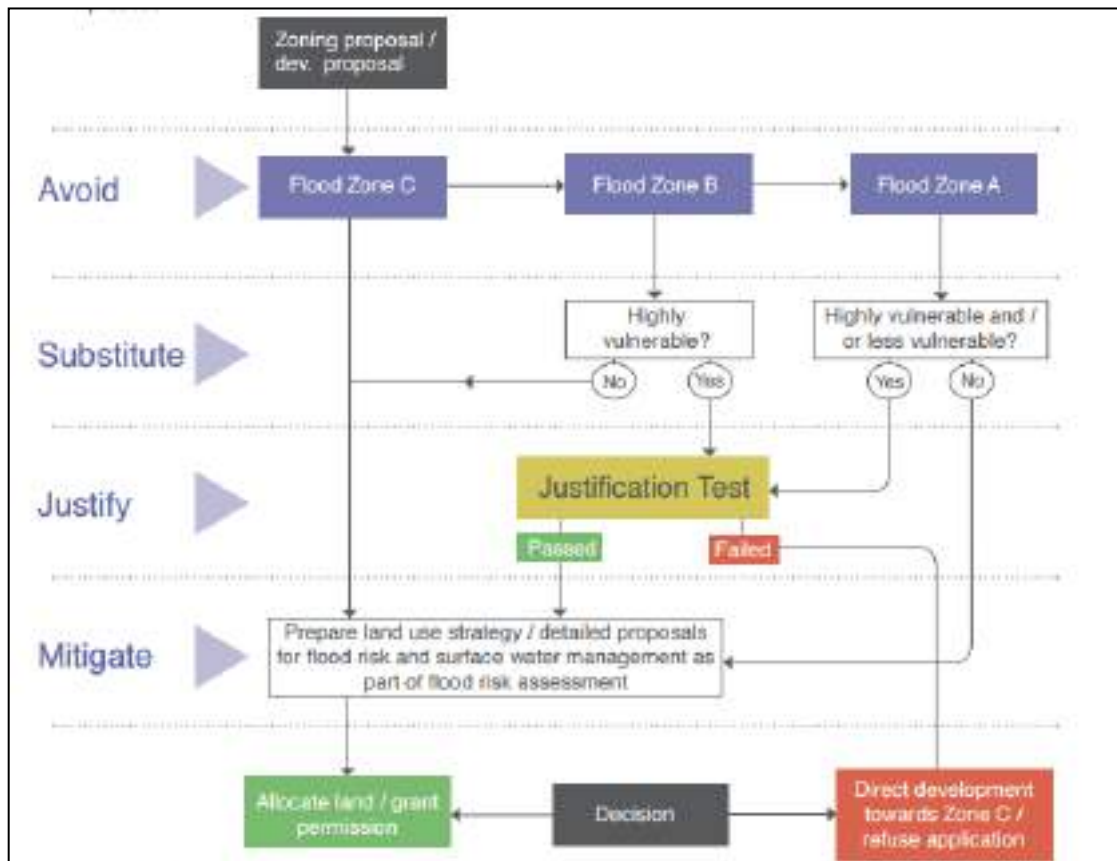 Zoning proposal /
dev. proposal
Avoid
Flood Zone C
Flood Zone B
Flood Zone A
Substitute
Highly
vulnerable?
Highly vulnerable and /
or less vulnerable?
No
Yes
Yes
No
Justify
Justification Test
Passed
Failed
Mitigate
Prepare land use strategy / detailed proposals
for flood risk and surface water management as
part of flood risk assessment
Allocate land / grant
permission
Decision
Direct development
towards Zone C /
refuse application